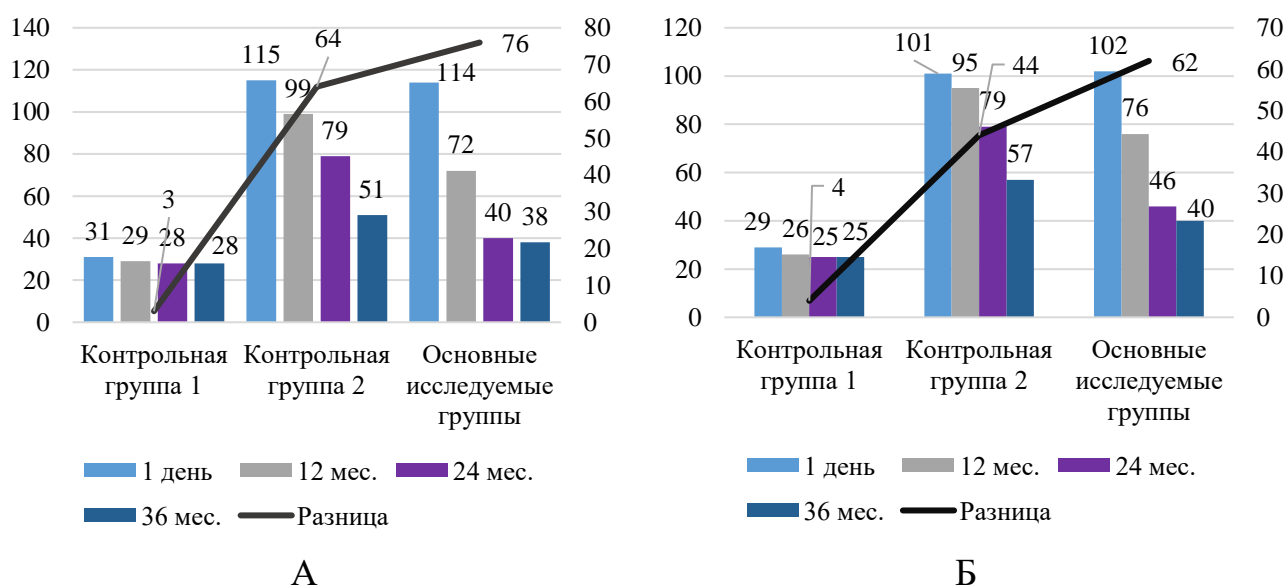 140
120
100
80
60
40
20
0
80
70
60
50
40
30
20
10
0
31 29 28 28
3
115 99 79 51
64
114 72 40 38
76
Контрольная
группа 1
Контрольная
группа 2
Основные
исследуемые
группы
1 день 12 мес. 24 мес.
36 мес. Разница
А
120
100
80
60
40
20
0
70
60
50
40
30
20
10
0
29 26 25 25
4
101 95 79 57
44
102 76 46 40
62
Контрольная
группа 1
Контрольная
группа 2
Основные
исследуемые
группы
1 день 12 мес. 24 мес.
36 мес. Разница
Б